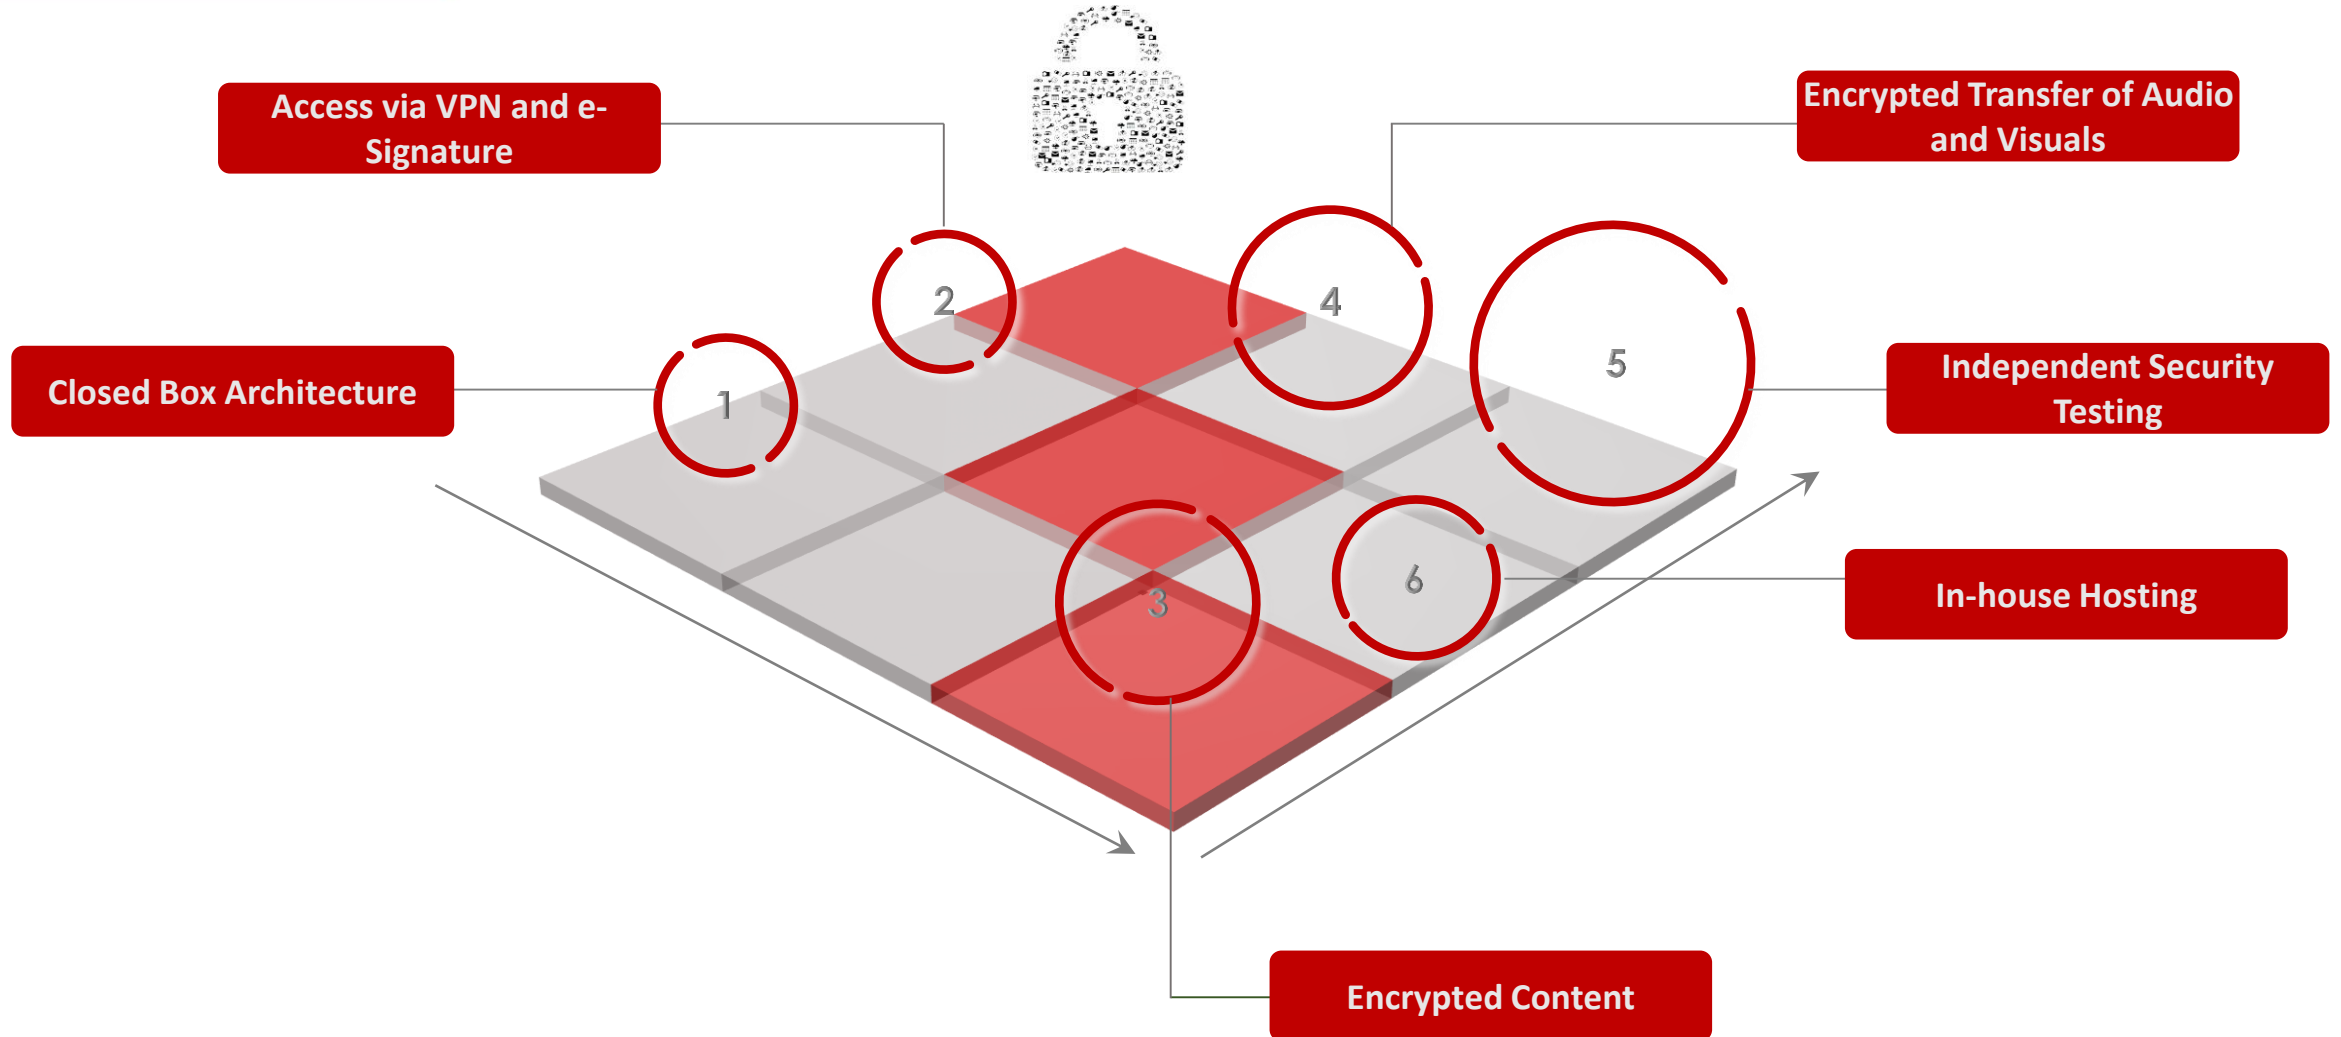 Access via VPN and e-
Signature
Encrypted Transfer of Audio
and Visuals
2
4
Closed Box Architecture
1
5
Independent Security
Testing
3
6
In-house Hosting
Encrypted Content